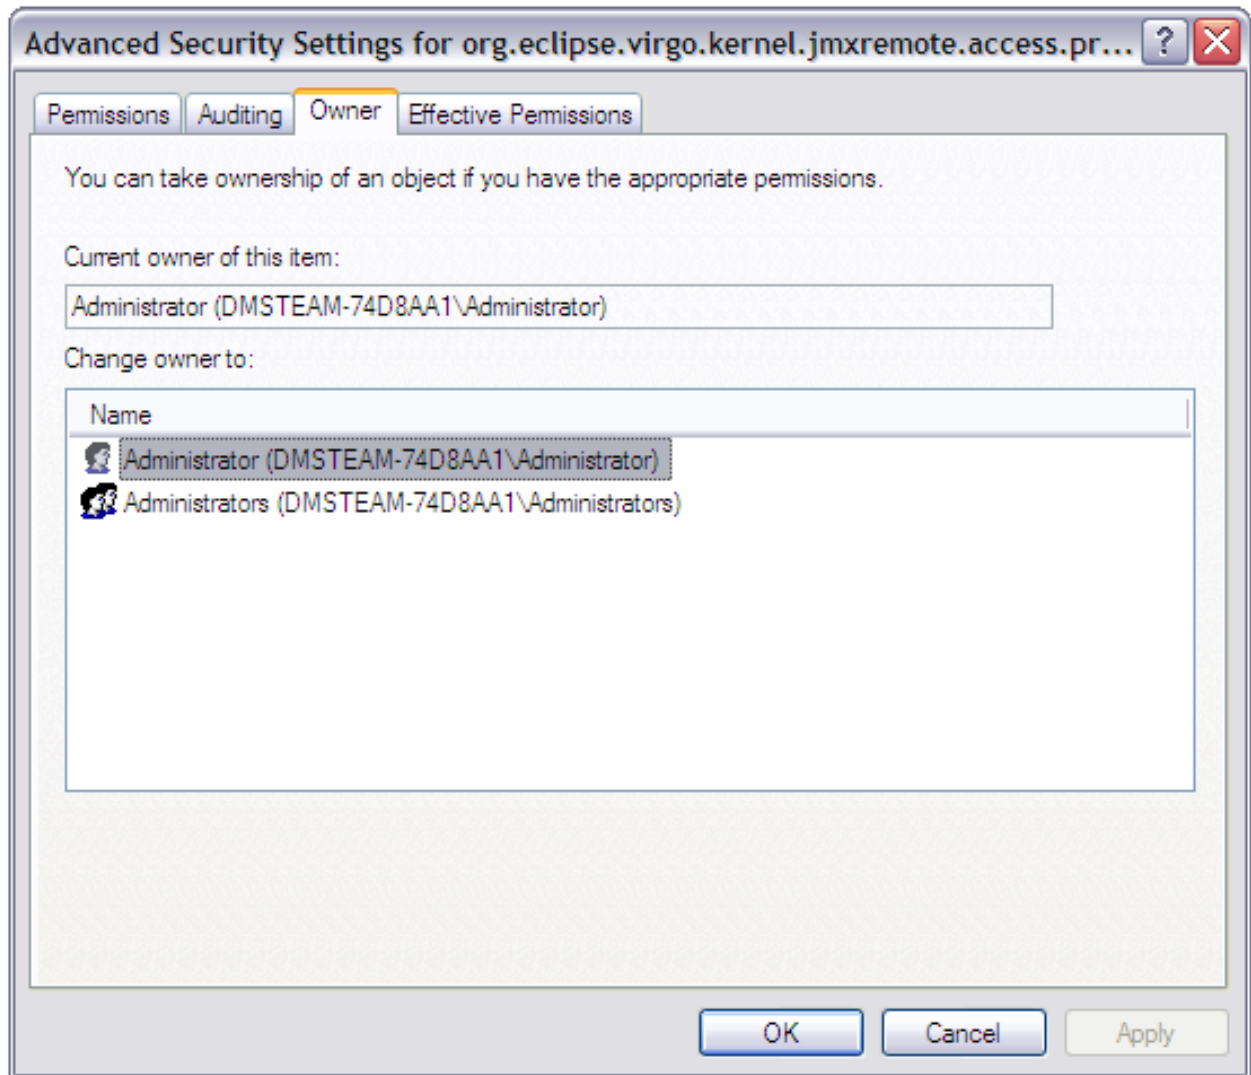 Advanced Security Settings for org.eclipse.virgo.kernel.jmxremote.access.pr... ?
Permissions Auditing Owner Effective Permissions
You can take ownership of an object if you have the appropriate permissions.
Current owner of this item:
Administrator (DMSTEAM-74D8AA1\Administrator)
Change owner to:
Name
Administrator (DMSTEAM-74D8AA1\Administrator)
Administrators (DMSTEAM-74D8AA1\Administrators)
OK Cancel Apply